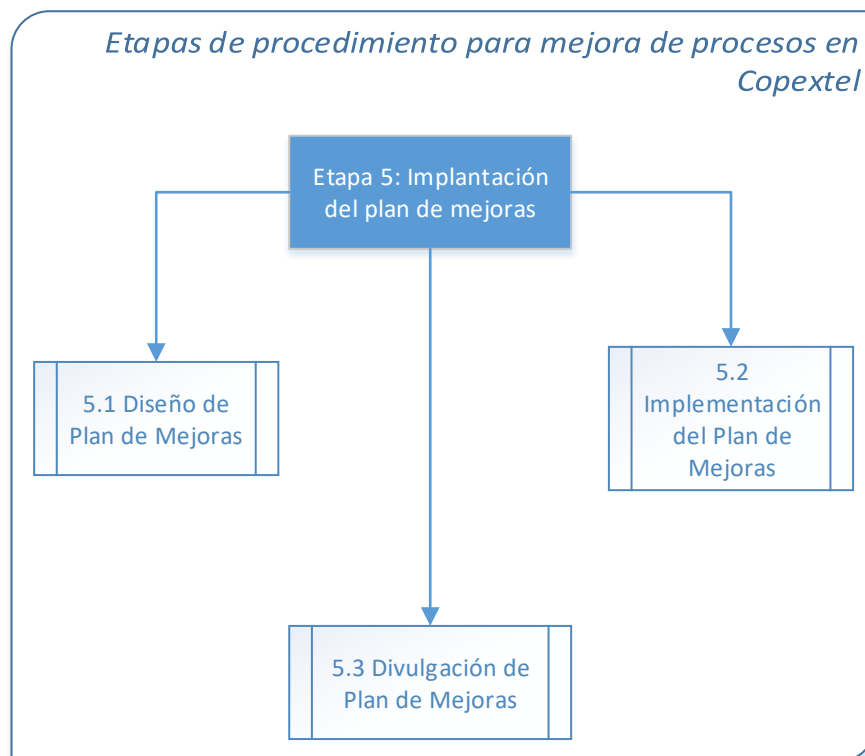 Etapas de procedimiento para mejora de procesos en
Copextel
Etapa 5: Implantación
del plan de mejoras
5.1 Diseño de
Plan de Mejoras
5.2
Implementación
del Plan de
Mejoras
5.3 Divulgación de
Plan de Mejoras